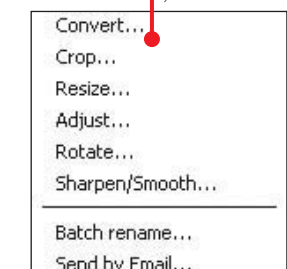 Convert...
Crop...
Resize...
Adjust...
Rotate...
Sharpen/Smooth...
Batch rename...
Send by Email...